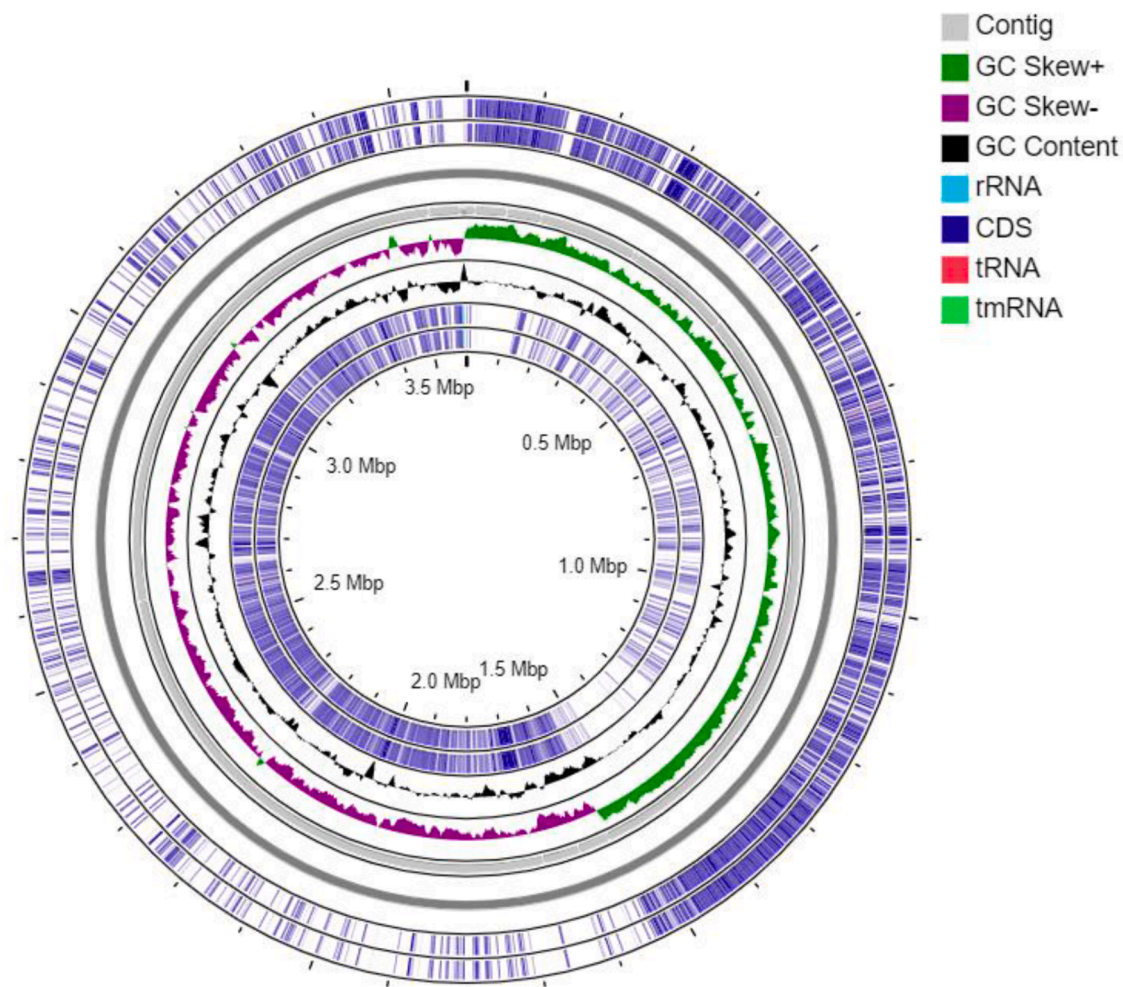 Contig
GC Skew+
GC Skew-
GC Content
rRNA
CDS
tRNA
tmRNA
3.5 Mbp
0.5 Mbp
3.0 Mbp
1.0 Mbp
2.5 Mbp
1.5 Mbp
2.0 Mbp